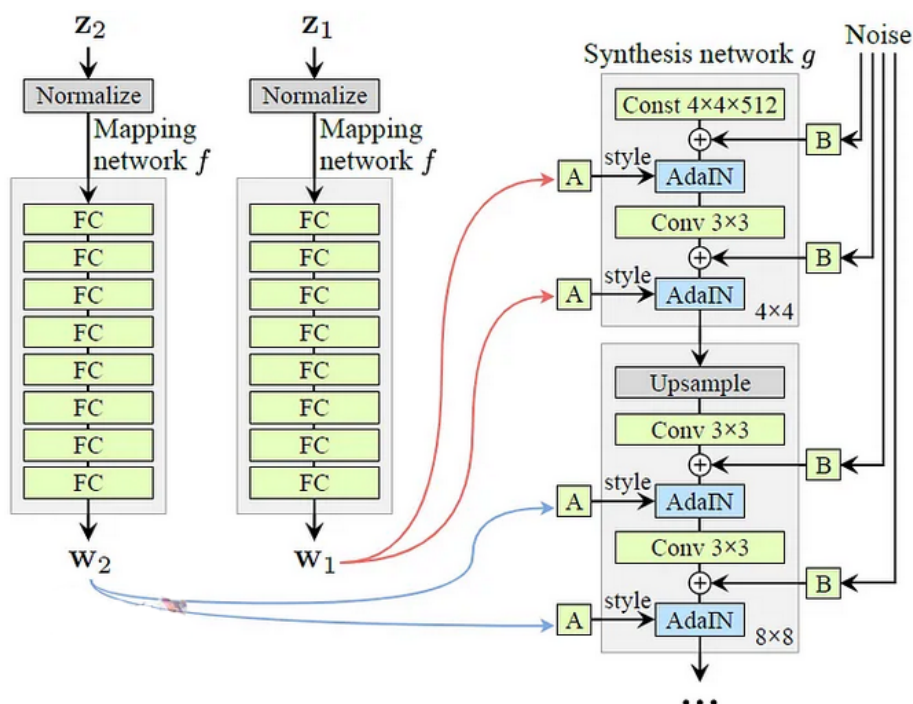 z₂
Normalize
Mapping
network f
FC
FC
FC
FC
FC
FC
FC
FC
w₂
z₁
Normalize
Mapping
network f
FC
FC
FC
FC
FC
FC
FC
FC
w₁
Noise
Synthesis network g
Const 4×4×512
B
A
style
AdaIN
Conv 3×3
B
A
style
AdaIN
4×4
Upsample
Conv 3×3
B
A
style
AdaIN
Conv 3×3
B
A
style
AdaIN
8×8
...